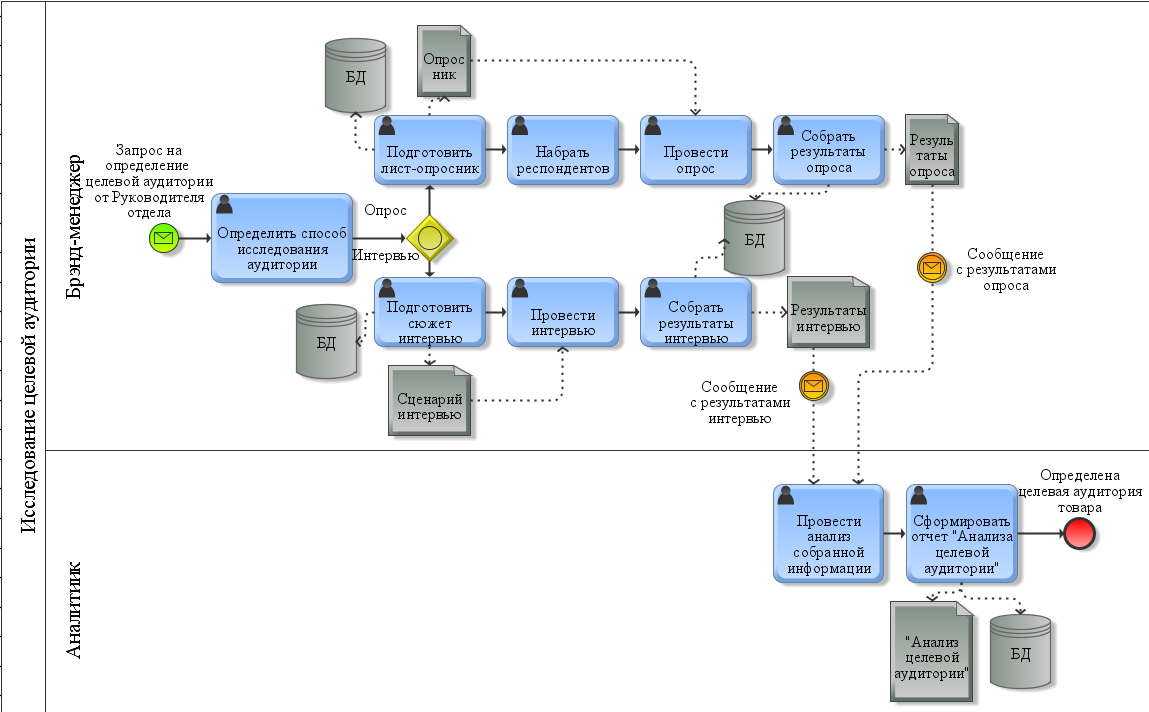 Исследование целевой аудитории
Брэнд-менеджер
Запрос на
определение
целевой аудитории
от Руководителя
отдела
Определить способ
исследования
аудитории
Опрос
Интервью
БД
Опрос
ник
Подготовить
лист-опросник
Набрать
респондентов
Провести
опрос
Собрать
результаты
опроса
Резуль
таты
опроса
БД
Сообщение
с результатами
опроса
БД
Подготовить
сюжет
интервью
Провести
интервью
Собрать
результаты
интервью
Результаты
интервью
Сценарий
интервью
Сообщение
с результатами
интервью
Аналитик
Провести
анализ
собранной
информации
Сформировать
отчет "Анализа
целевой
аудитории"
Определена
целевая аудитория
товара
"Анализ
целевой
аудитории"
БД